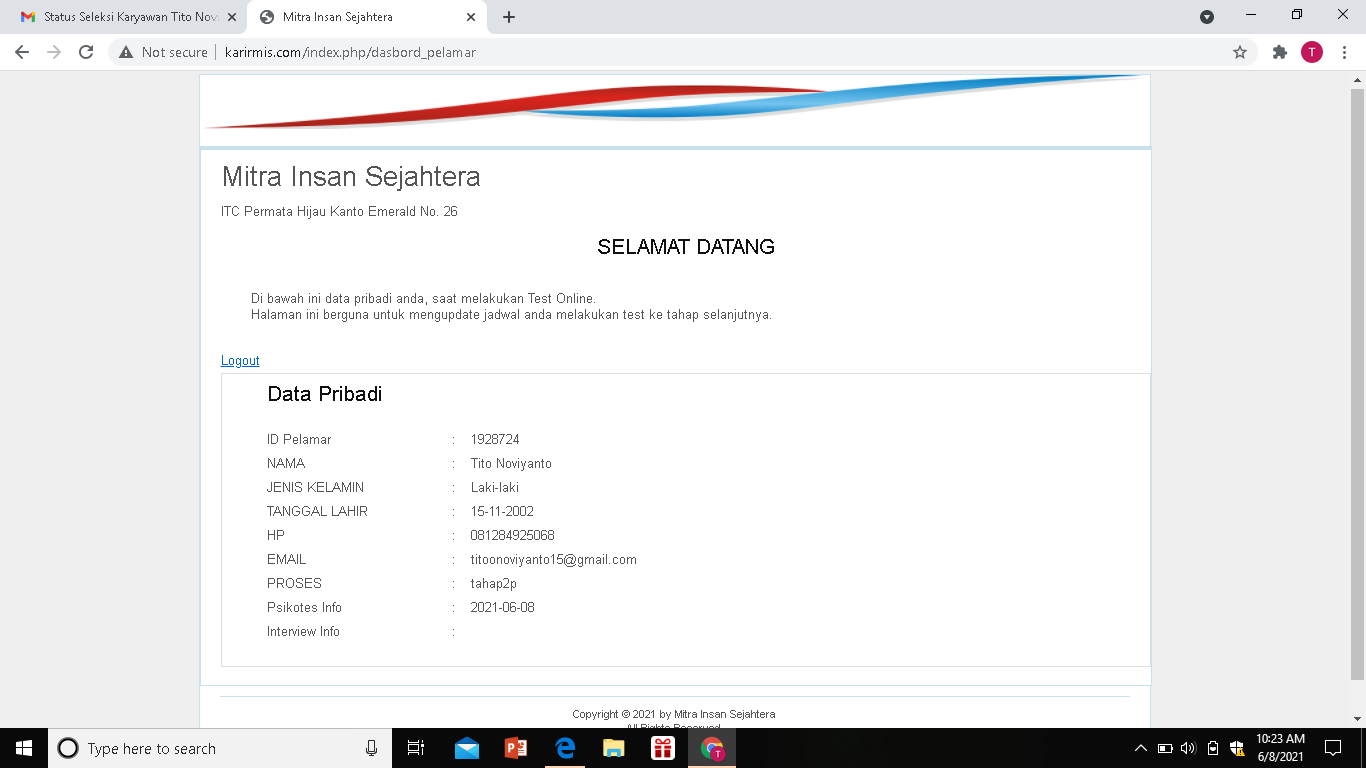 Status Seleksi Karyawan Tito Novi
Mitra Insan Sejahtera
Not secure
karirmis.com/index.php/dasbord_pelamar
T
Mitra Insan Sejahtera
ITC Permata Hijau Kanto Emerald No. 26
SELAMAT DATANG
Di bawah ini data pribadi anda, saat melakukan Test Online.
Halaman ini berguna untuk mengupdate jadwal anda melakukan test ke tahap selanjutnya.
Logout
Data Pribadi
ID Pelamar : 1928724
NAMA : Tito Noviyanto
JENIS KELAMIN : Laki-laki
TANGGAL LAHIR : 15-11-2002
HP : 081284925068
EMAIL : titoonoviyanto15@gmail.com
PROSES : tahap2p
Psikotes Info : 2021-06-08
Interview Info :
Copyright © 2021 by Mitra Insan Sejahtera
All Rights Reserved
Type here to search
10:23 AM
6/8/2021